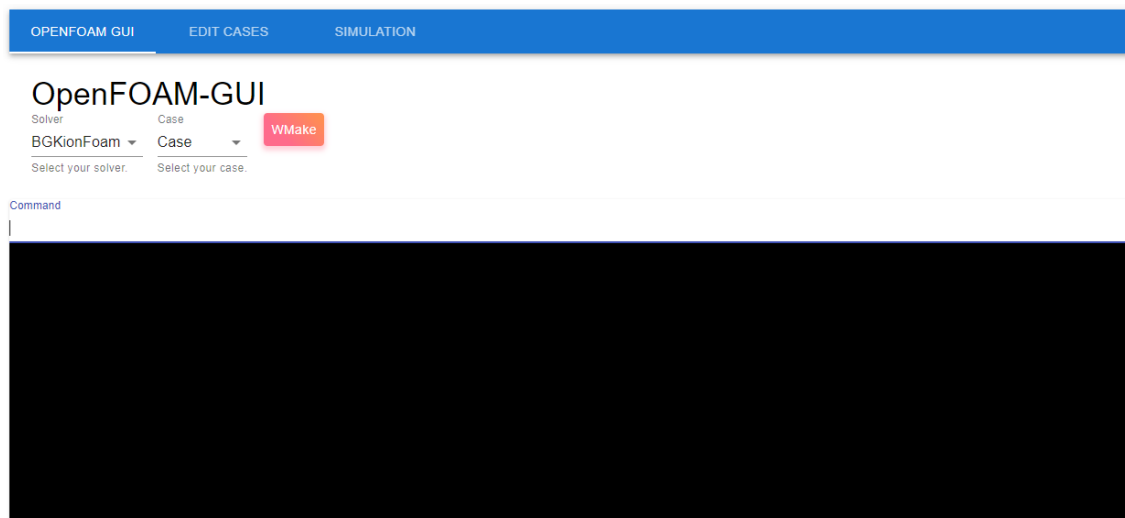 OPENFOAM GUI EDIT CASES SIMULATION
OpenFOAM-GUI
Solver Case
BGKionFoam Case WMake
Select your solver. Select your case.
Command